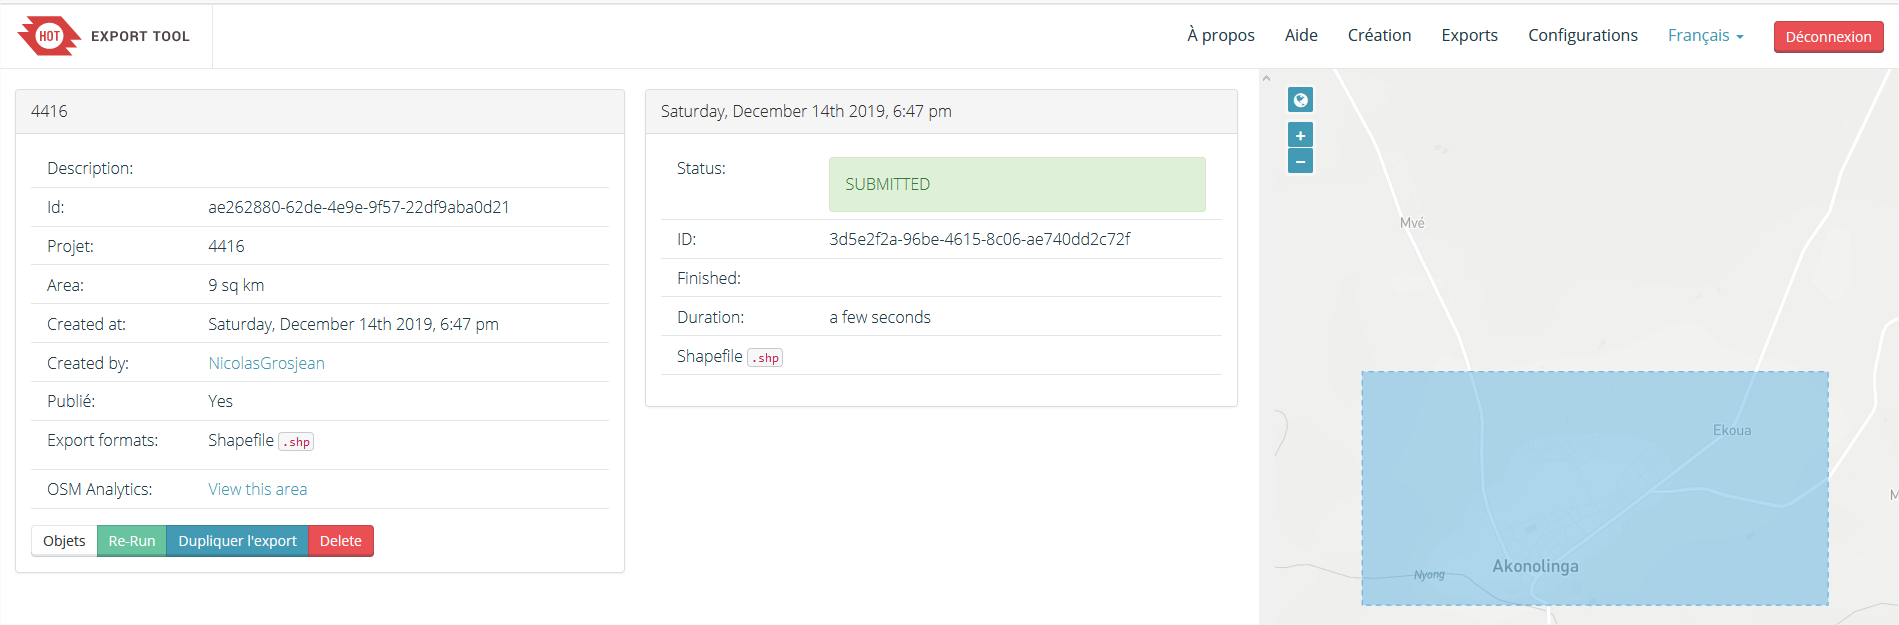 HOT EXPORT TOOL
À propos Aide Création Exports Configurations Français Déconnexion
4416
Description:
Id: ae262880-62de-4e9e-9f57-22df9aba0d21
Projet: 4416
Area: 9 sq km
Created at: Saturday, December 14th 2019, 6:47 pm
Created by: NicolasGrosjean
Publié: Yes
Export formats: Shapefile .shp
OSM Analytics: View this area
Objets Re-Run Dupliquer l'export Delete
Saturday, December 14th 2019, 6:47 pm
Status: SUBMITTED
ID: 3d5e2f2a-96be-4615-8c06-ae740dd2c72f
Finished:
Duration: a few seconds
Shapefile .shp
+
−
Mvé
Ekoua
M
Akonolinga
Nyong